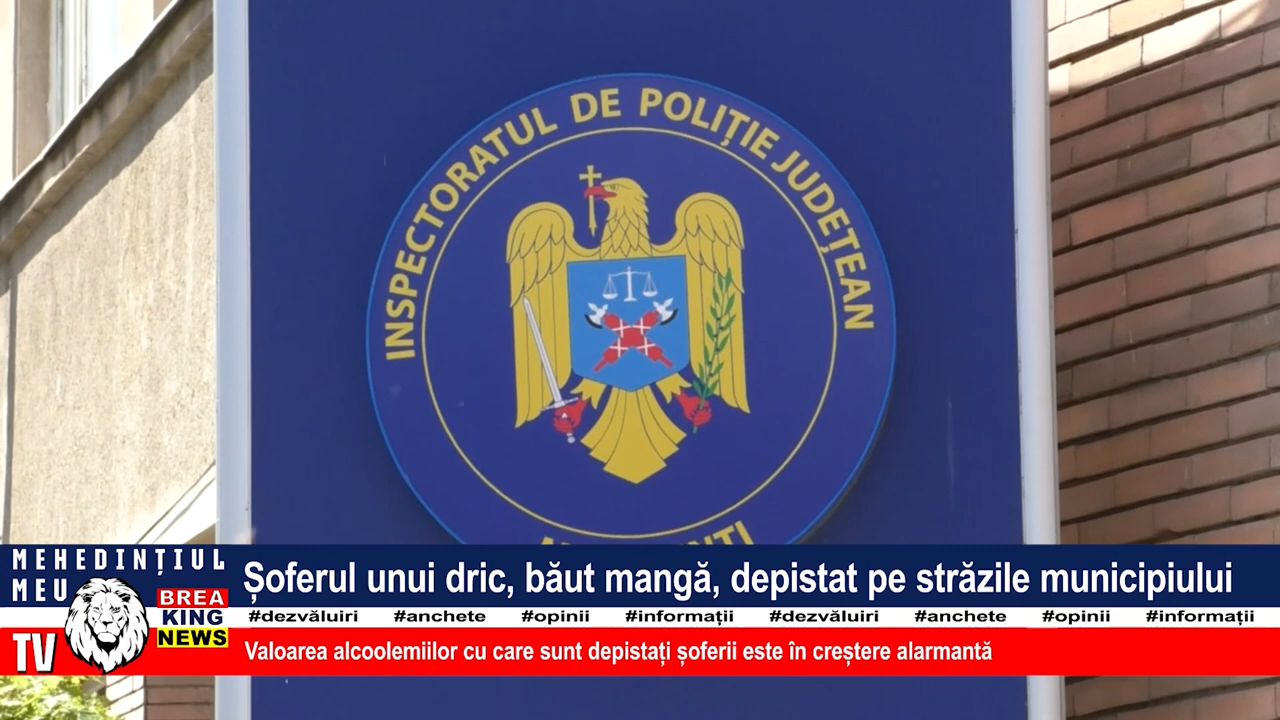 INSPECTORATUL DE POLIȚIE JUDEȚEAN
MEHEDINȚIUL
MEU
TV
BREA
KING
NEWS
Șoferul unui dric, băut mangă, depistat pe străzile municipiului
#dezvăluiri #anchete #opinii #informații #dezvăluiri #anchete #opinii #informații
Valoarea alcoolemiilor cu care sunt depistați șoferii este în creștere alarmantă